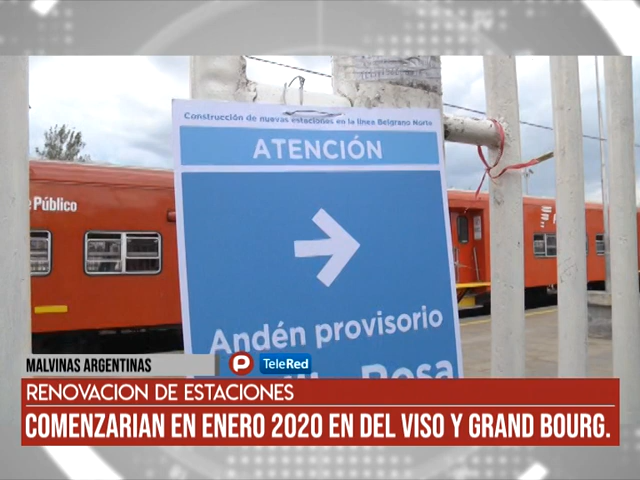 Construcción de nuevas estaciones en la línea Belgrano Norte
ATENCIÓN
Público
Andén provisorio
Rosa
MALVINAS ARGENTINAS
P TeleRed
RENOVACION DE ESTACIONES
COMENZARIAN EN ENERO 2020 EN DEL VISO Y GRAND BOURG.